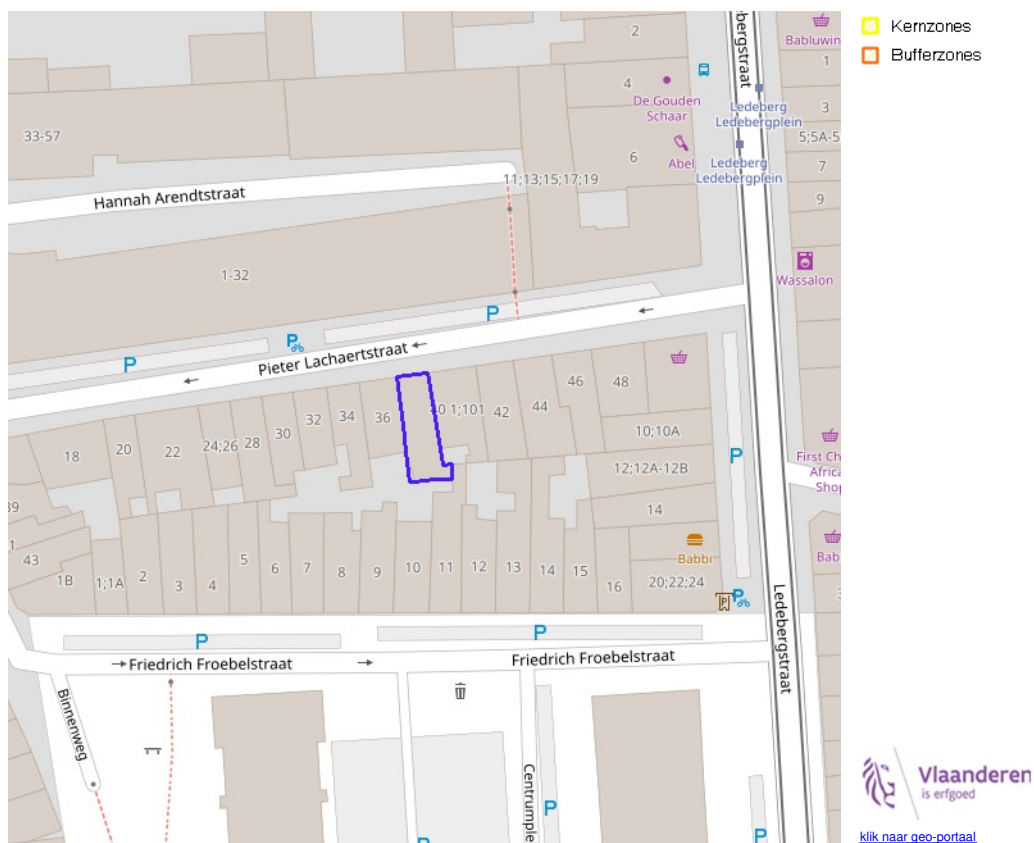 Kernzones
Bufferzones
2
Ledebergstraat
Babluwin
1
4
De Gouden
Schaar
Ledeberg
Ledebergplein
3
33-57
5;5A-5
6
Abel
Ledeberg
Ledebergplein
7
11;13;15;17;19
Hannah Arendtstraat
9
1-32
Wassalon
P
P
P
P
Pieter Lachaertstraat
46
48
34
36
40 1;101
42
44
32
30
28
24;26
22
20
18
10;10A
First Ch
Africa
Shop
P
12;12A-12B
39
14
1
43
1B
1;1A
2
3
4
5
6
7
8
9
10
11
12
13
14
15
16
Babbi
Bab
20;22;24
P
P
P
P
Friedrich Froebelstraat
Friedrich Froebelstraat
Ledebergstraat
Binnenweg
Centrumple
P
P
P
Vlaanderen
is erfgoed
klik naar geo-portaal